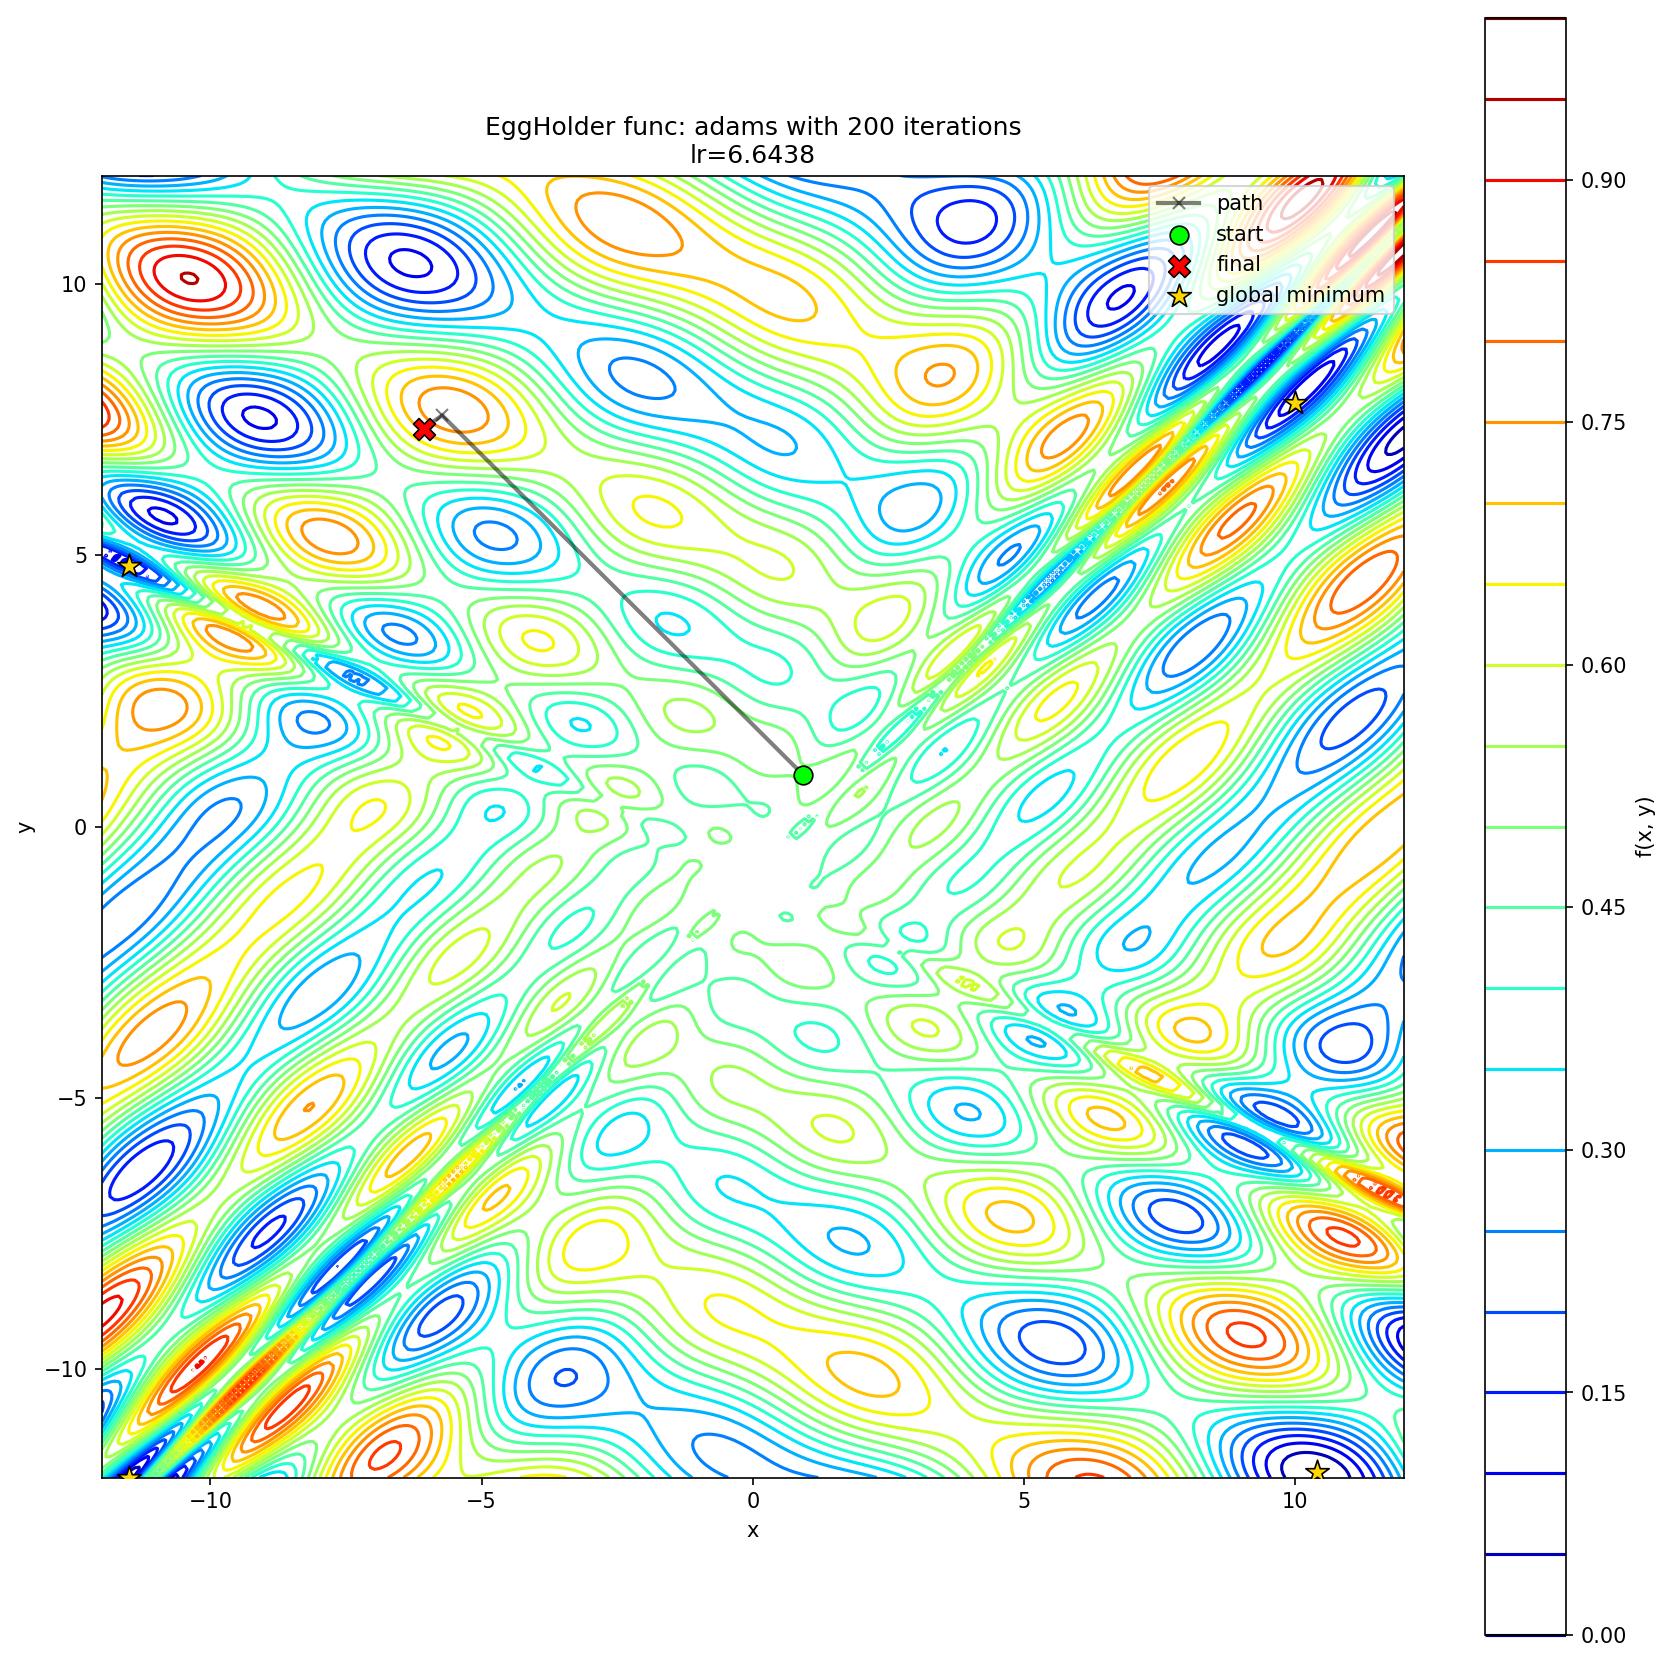 EggHolder func: adams with 200 iterations
lr=6.6438
path
start
final
global minimum
10
5
0
−5
−10
y
−10
−5
0
5
10
x
0.90
0.75
0.60
0.45
0.30
0.15
0.00
f(x, y)